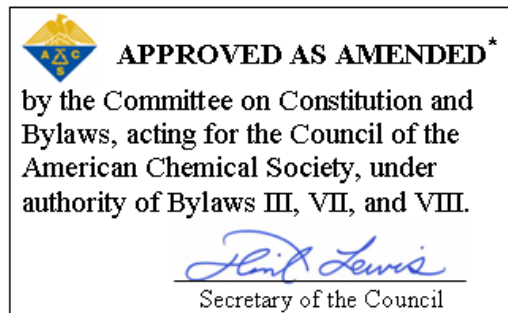 A C S
APPROVED AS AMENDED*
by the Committee on Constitution and
Bylaws, acting for the Council of the
American Chemical Society, under
authority of Bylaws III, VII, and VIII.
Lewis
Secretary of the Council